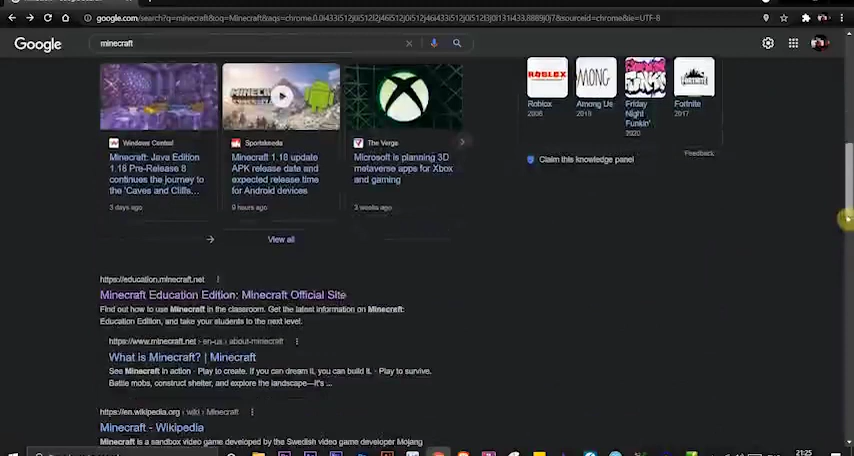 google.com/search?q=minecraft&oq=Minecraft&aqs=chrome
Google
minecraft
ROBLOX
MONG
FORTNITE
Roblox
2006
Among Us
2018
Friday
Night
Funkin'
2020
Fortnite
2017
Claim this knowledge panel
Feedback
Windows Central
Minecraft: Java Edition
1.18 Pre-Release 8
continues the journey to
the 'Caves and Cliffs...
3 days ago
Sportskeeda
Minecraft 1.18 update
APK release date and
expected release time
for Android devices
9 hours ago
The Verge
Microsoft is planning 3D
metaverse apps for Xbox
and gaming
3 weeks ago
View all
https://education.minecraft.net
Minecraft Education Edition: Minecraft Official Site
Find out how to use Minecraft in the classroom. Get the latest information on Minecraft:
Education Edition, and take your students to the next level.
https://www.minecraft.net › en-us › about-minecraft
What is Minecraft? | Minecraft
See Minecraft in action · Play to create. If you can dream it, you can build it. · Play to survive.
Battle mobs, construct shelter, and explore the landscape—it's ...
https://en.wikipedia.org › wiki › Minecraft
Minecraft - Wikipedia
Minecraft is a sandbox video game developed by the Swedish video game developer Mojang
21:25